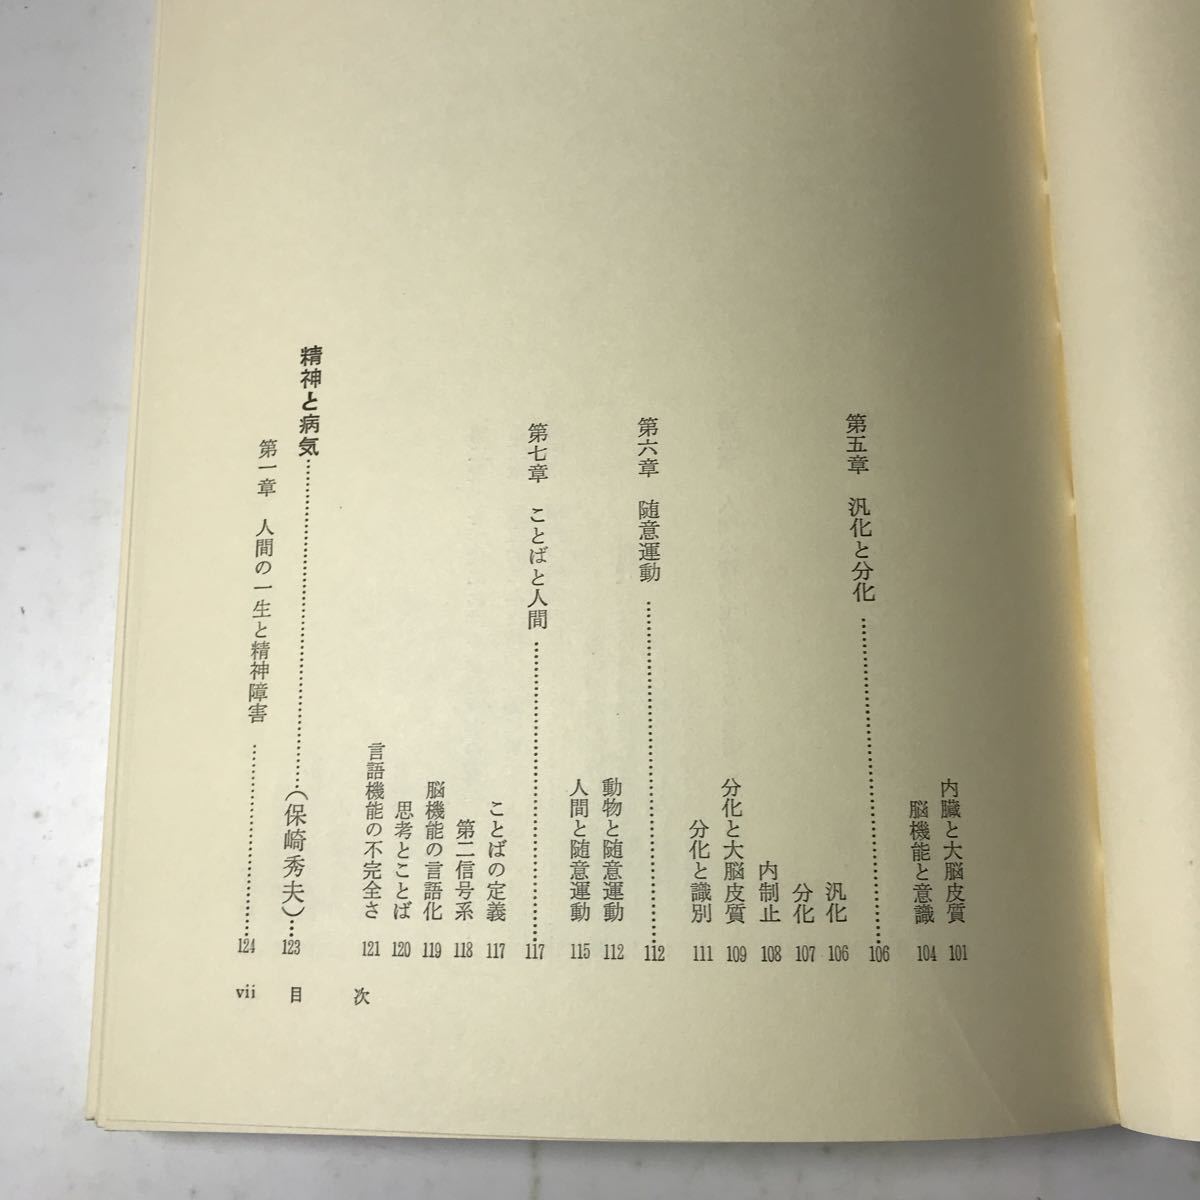 内臓と大脳皮質 101
脳機能と意識 104
第五章 汎化と分化…………106
汎化 106
分化 107
内制止 108
分化と大脳皮質 109
分化と識別 111
第六章 随意運動…………112
動物と随意運動 112
人間と随意運動 115
第七章 ことばと人間…………117
ことばの定義 117
第二信号系 118
脳機能の言語化 119
思考とことば 120
言語機能の不完全さ 121
精神と病気…………(保崎秀夫)…123
第一章 人間の一生と精神障害…………124
vii 目 次